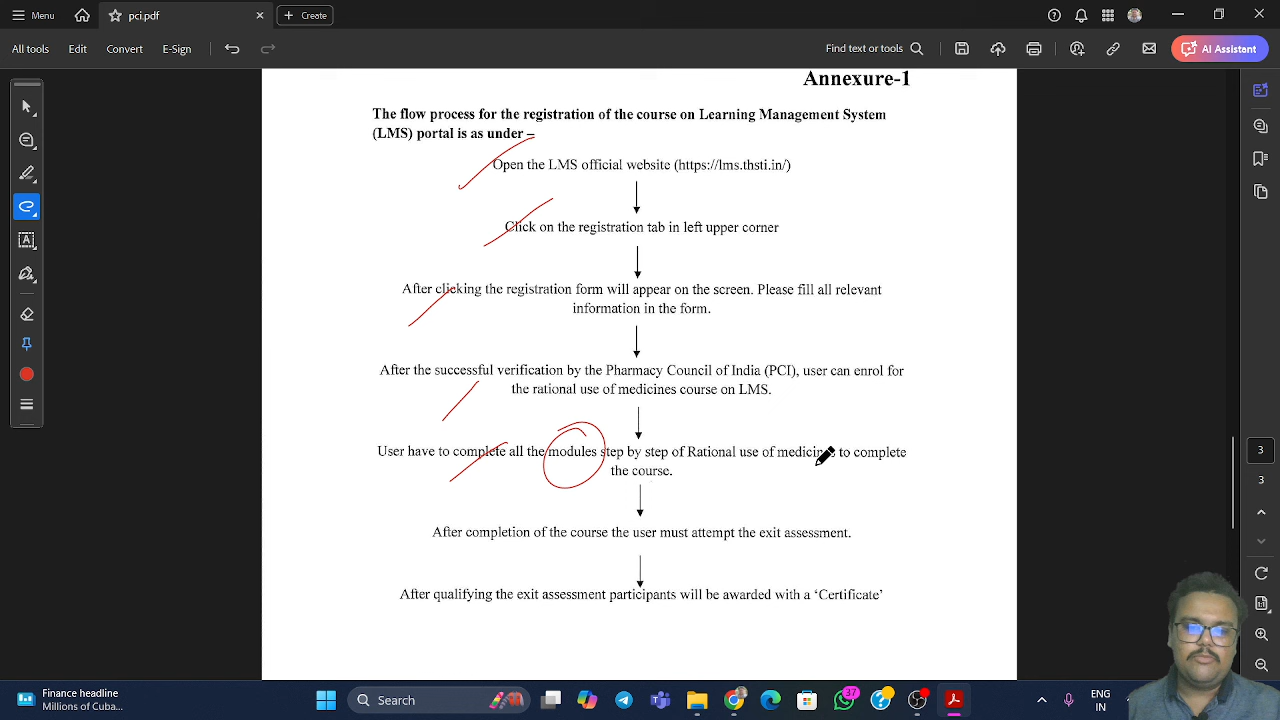 Menu
pci.pdf
Create
All tools
Edit
Convert
E-Sign
Find text or tools
AI Assistant
Annexure-1
The flow process for the registration of the course on Learning Management System
(LMS) portal is as under –
Open the LMS official website (https://lms.thsti.in/)
Click on the registration tab in left upper corner
After clicking the registration form will appear on the screen. Please fill all relevant
information in the form.
After the successful verification by the Pharmacy Council of India (PCI), user can enrol for
the rational use of medicines course on LMS.
User have to complete all the modules step by step of Rational use of medicines to complete
the course.
After completion of the course the user must attempt the exit assessment.
After qualifying the exit assessment participants will be awarded with a ‘Certificate’
3
3
Finance headline
Millions of Cana...
Search
37
ENG
IN